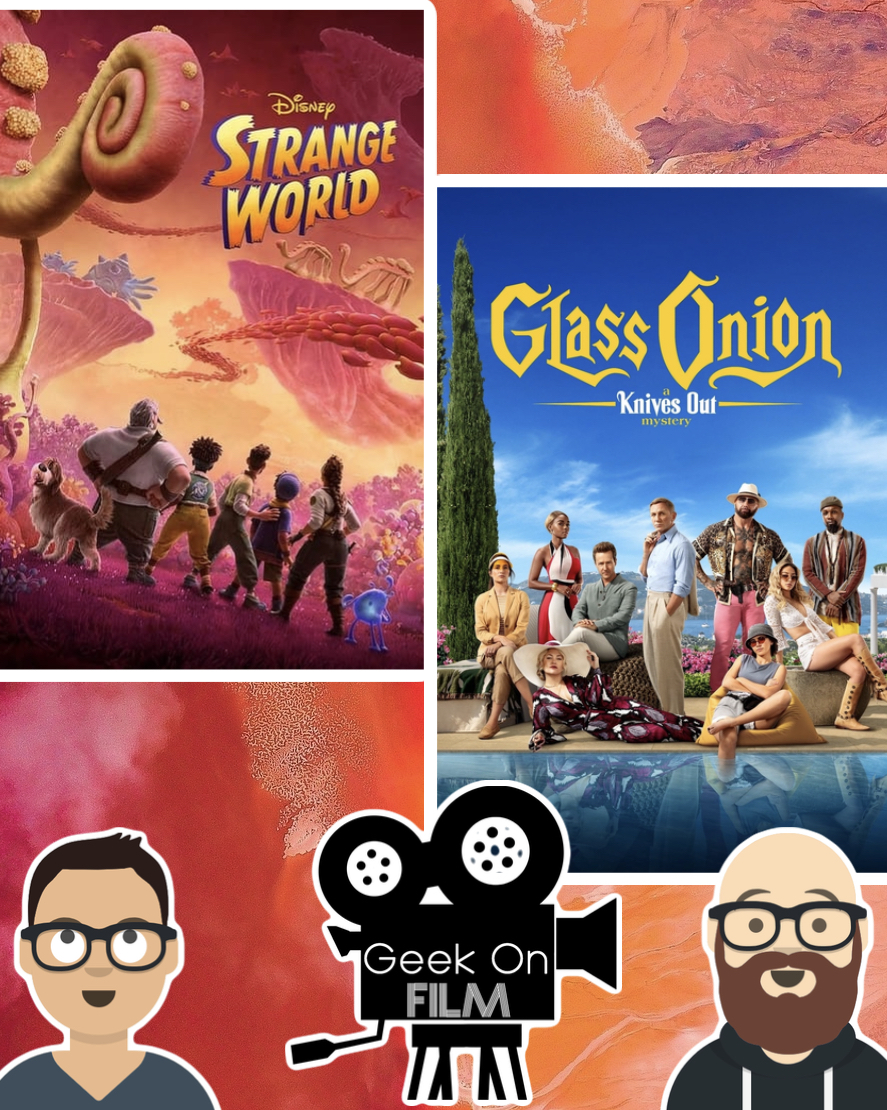 Disney
STRANGE
WORLD
Glass Onion
a
Knives Out
mystery
Geek On
FILM